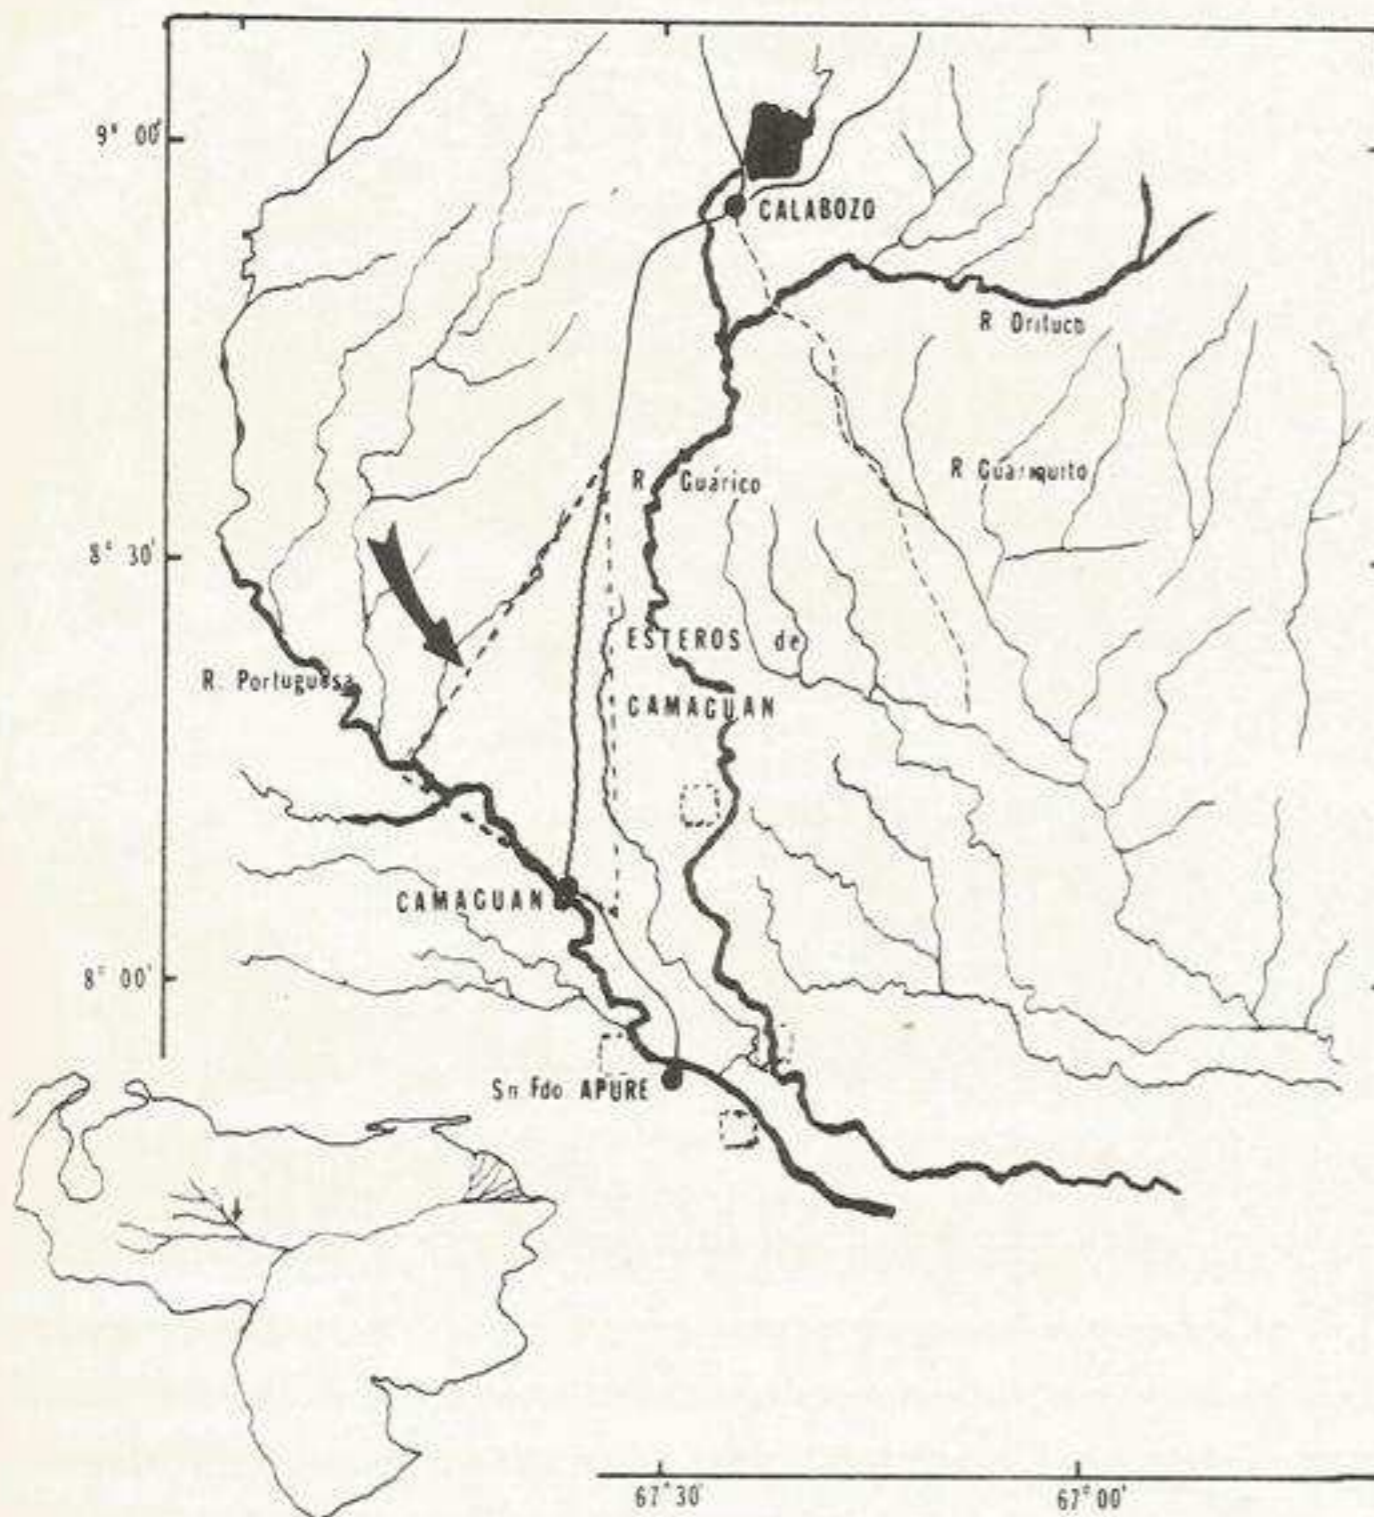 9° 00'
CALABOZO
R Orituco
R Guárico
R Guariquito
8° 30'
ESTEROS de
CAMAGUAN
R. Portuguesa
CAMAGUAN
8° 00'
Sn Fdo APURE
67°30'
67°00'